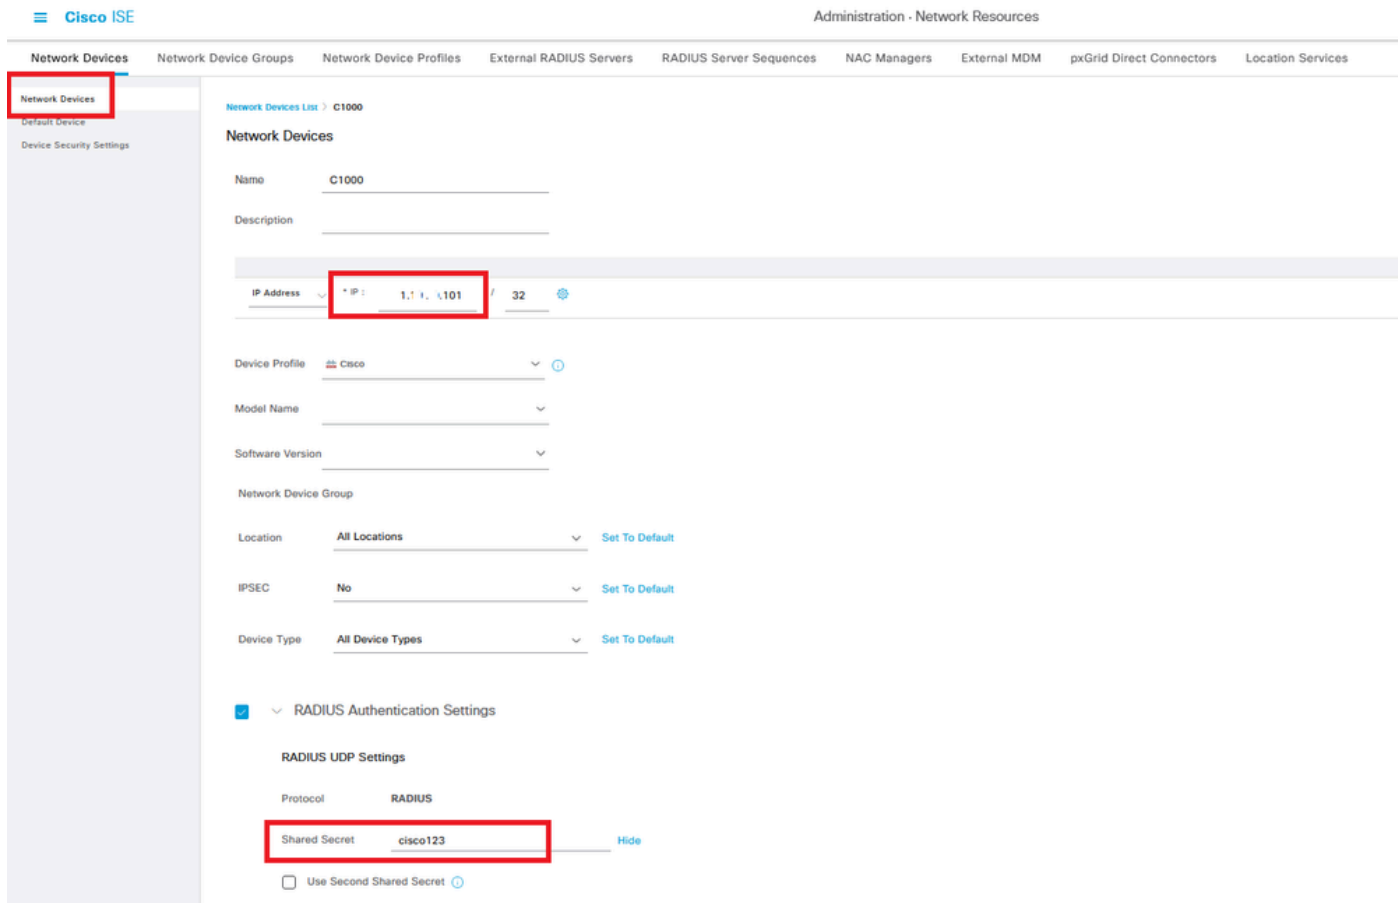 Cisco ISE
Administration · Network Resources
Network Devices Network Device Groups Network Device Profiles External RADIUS Servers RADIUS Server Sequences NAC Managers External MDM pxGrid Direct Connectors Location Services
Network Devices
Default Device
Device Security Settings
Network Devices List > C1000
Network Devices
Name C1000
Description
IP Address * IP : .101 / 32
Device Profile Cisco
Model Name
Software Version
Network Device Group
Location All Locations Set To Default
IPSEC No Set To Default
Device Type All Device Types Set To Default
RADIUS Authentication Settings
RADIUS UDP Settings
Protocol RADIUS
Shared Secret cisco123 Hide
Use Second Shared Secret